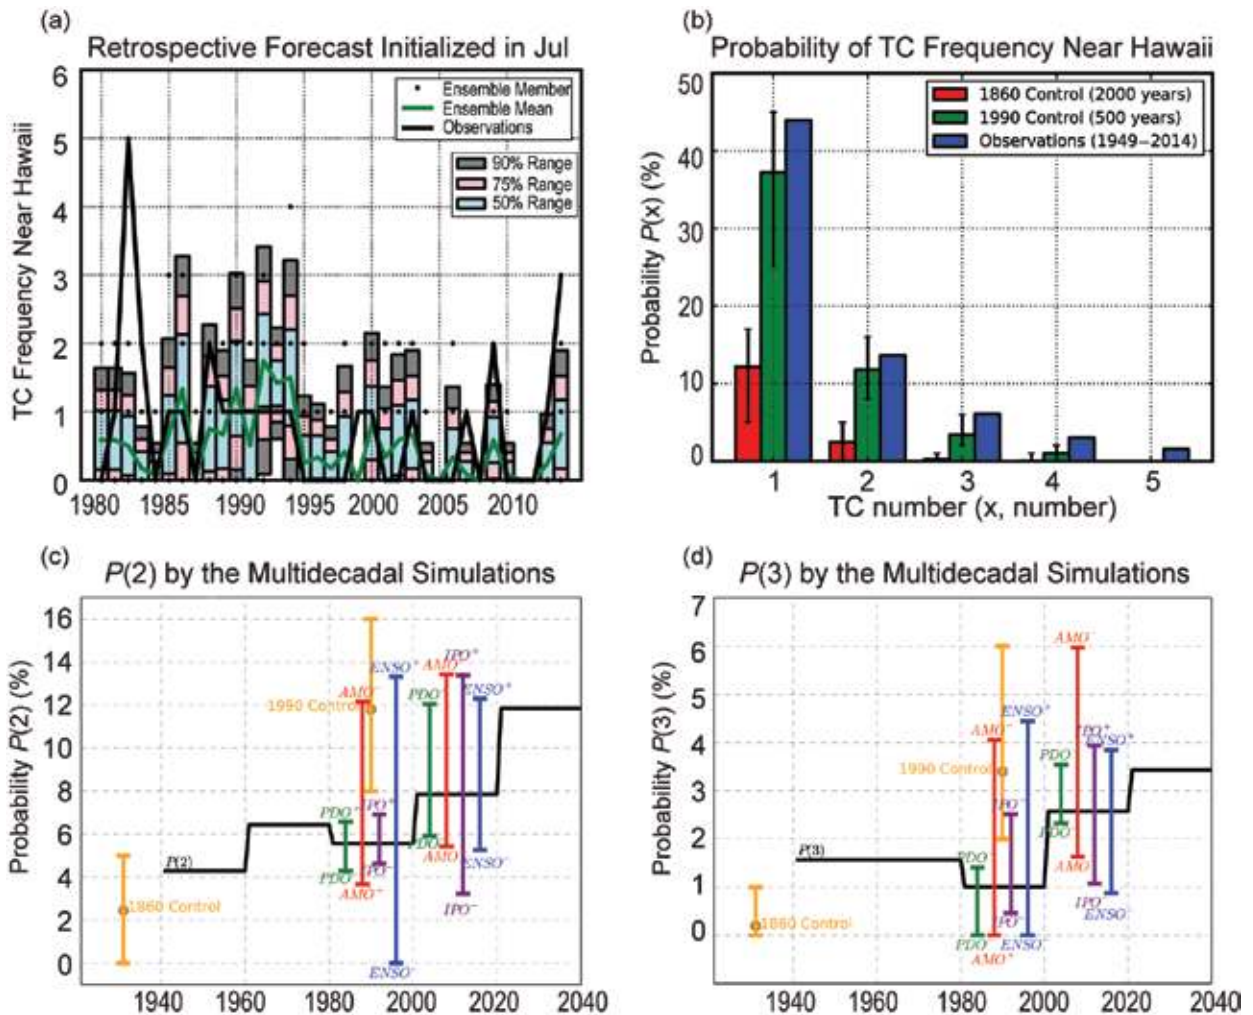 (a)
Retrospective Forecast Initialized in Jul
TC Frequency Near Hawaii
6
5
4
3
2
1
0
Ensemble Member
Ensemble Mean
Observations
90% Range
75% Range
50% Range
1980 1985 1990 1995 2000 2005 2010
(b)
Probability of TC Frequency Near Hawaii
Probability P(x) (%)
50
40
30
20
10
0
1860 Control (2000 years)
1990 Control (500 years)
Observations (1949−2014)
1 2 3 4 5
TC number (x, number)
(c)
P(2) by the Multidecadal Simulations
Probability P(2) (%)
16
14
12
10
8
6
4
2
0
1860 Control
P(2)
1990 Control
PDO⁺
PDO
AMO⁻
AMO⁺
PO⁺
PO⁻
ENSO⁺
ENSO⁻
PDO
PDO
AMO
AMO
IPO⁺
IPO⁻
ENSO⁺
ENSO⁻
1940 1960 1980 2000 2020 2040
(d)
P(3) by the Multidecadal Simulations
Probability P(3) (%)
7
6
5
4
3
2
1
0
1860 Control
P(3)
1990 Control
PDO
PDO
AMO⁻
AMO⁺
PO⁻
ENSO⁺
ENSO⁻
PDO
PDO
AMO⁻
AMO
PO⁺
IPO⁻
ENSO⁺
ENSO⁻
1940 1960 1980 2000 2020 2040